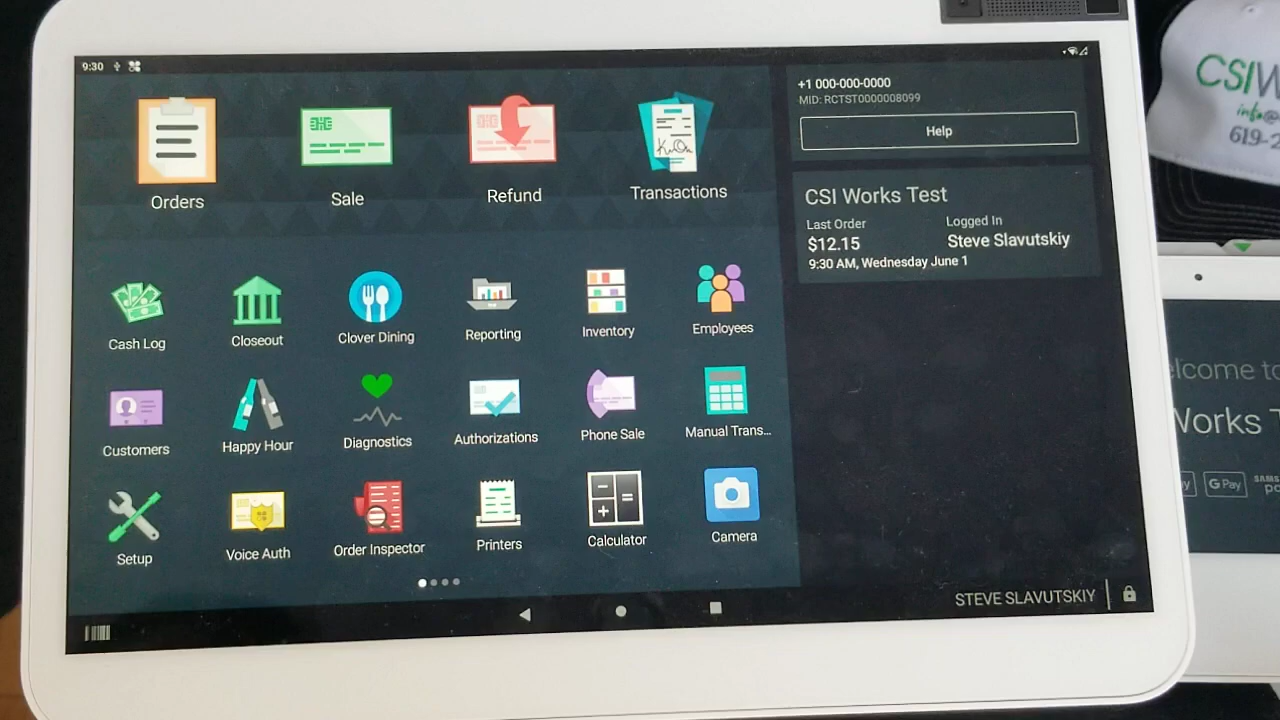 9:30
Orders
Sale
Refund
Transactions
Cash Log
Closeout
Clover Dining
Reporting
Inventory
Employees
Customers
Happy Hour
Diagnostics
Authorizations
Phone Sale
Manual Trans...
Setup
Voice Auth
Order Inspector
Printers
Calculator
Camera
+1 000-000-0000
MID: RCTST0000008099
Help
CSI Works Test
Last Order
Logged In
$12.15
Steve Slavutskiy
9:30 AM, Wednesday June 1
STEVE SLAVUTSKIY
CSIW
info@
619-2
elcome to
Works T
G Pay
SAMS